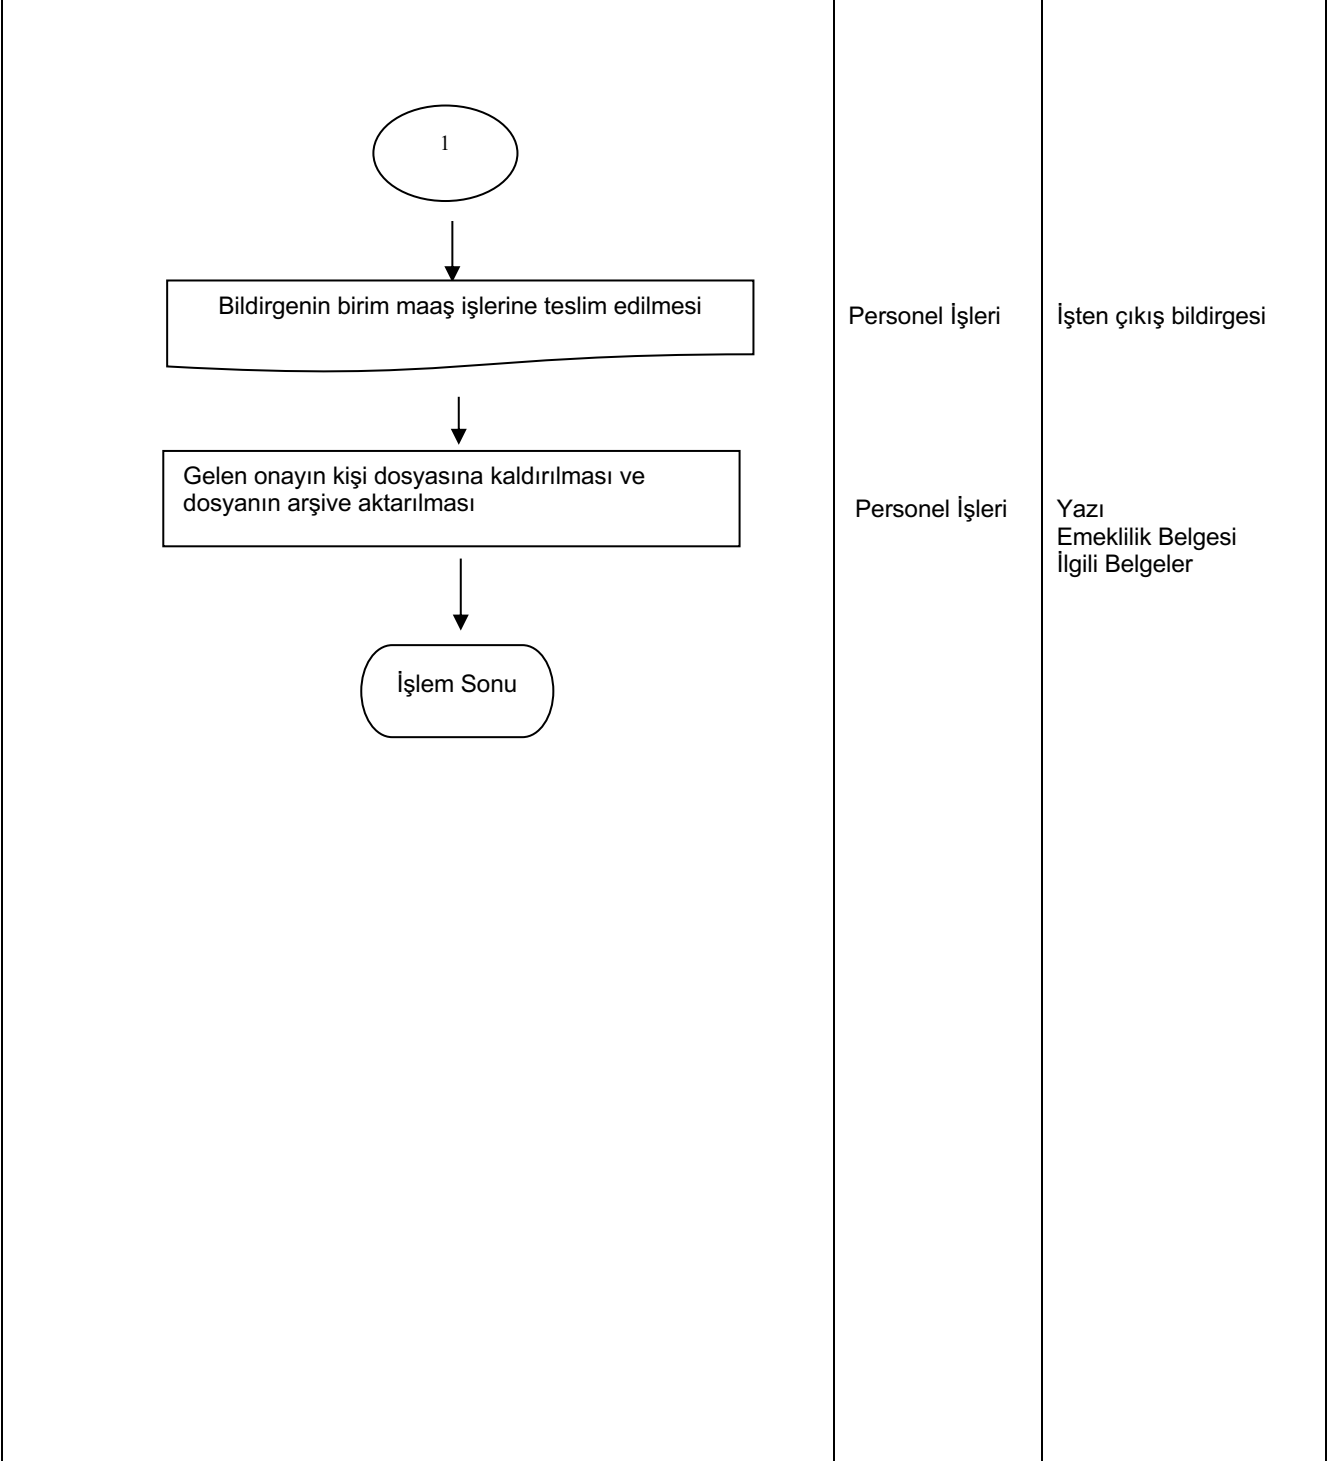 1
Bildirgenin birim maaş işlerine teslim edilmesi
Personel İşleri
İşten çıkış bildirgesi
Gelen onayın kişi dosyasına kaldırılması ve
dosyanın arşive aktarılması
Personel İşleri
Yazı
Emeklilik Belgesi
İlgili Belgeler
İşlem Sonu